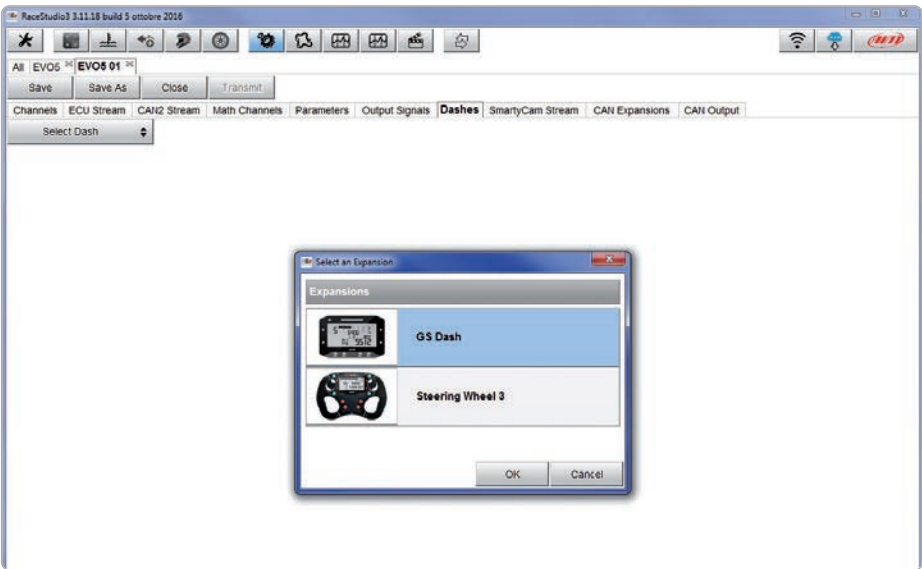 RaceStudio3 3.11.18 build 5 ottobre 2016
AiM
All EVO5 EVO5 01
Save Save As Close Transmit
Channels ECU Stream CAN2 Stream Math Channels Parameters Output Signals Dashes SmartyCam Stream CAN Expansions CAN Output
Select Dash
Select an Expansion
Expansions
GS Dash
Steering Wheel 3
OK Cancel